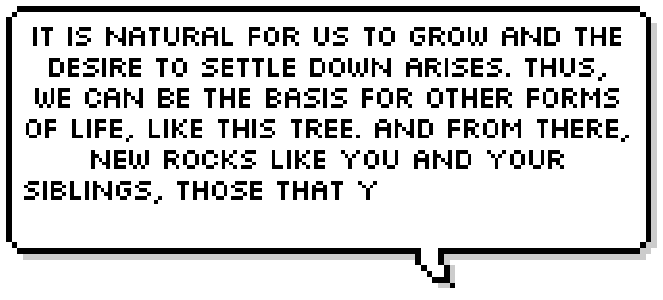 IT IS NATURAL FOR US TO GROW AND THE
DESIRE TO SETTLE DOWN ARISES. THUS,
WE CAN BE THE BASIS FOR OTHER FORMS
OF LIFE, LIKE THIS TREE. AND FROM THERE,
NEW ROCKS LIKE YOU AND YOUR
SIBLINGS, THOSE THAT Y